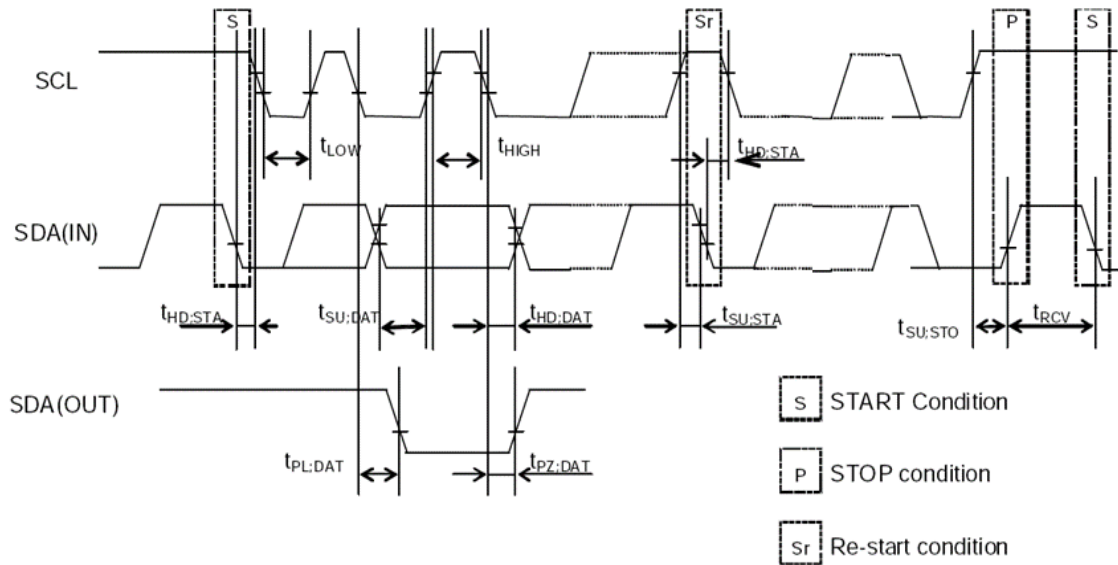 S Sr P S
SCL
tLOW tHIGH tHD;STA
SDA(IN)
tHD;STA tSU;DAT tHD;DAT tSU;STA tSU;STO tRCV
SDA(OUT)
S START Condition
tPL;DAT tPZ;DAT
P STOP condition
Sr Re-start condition